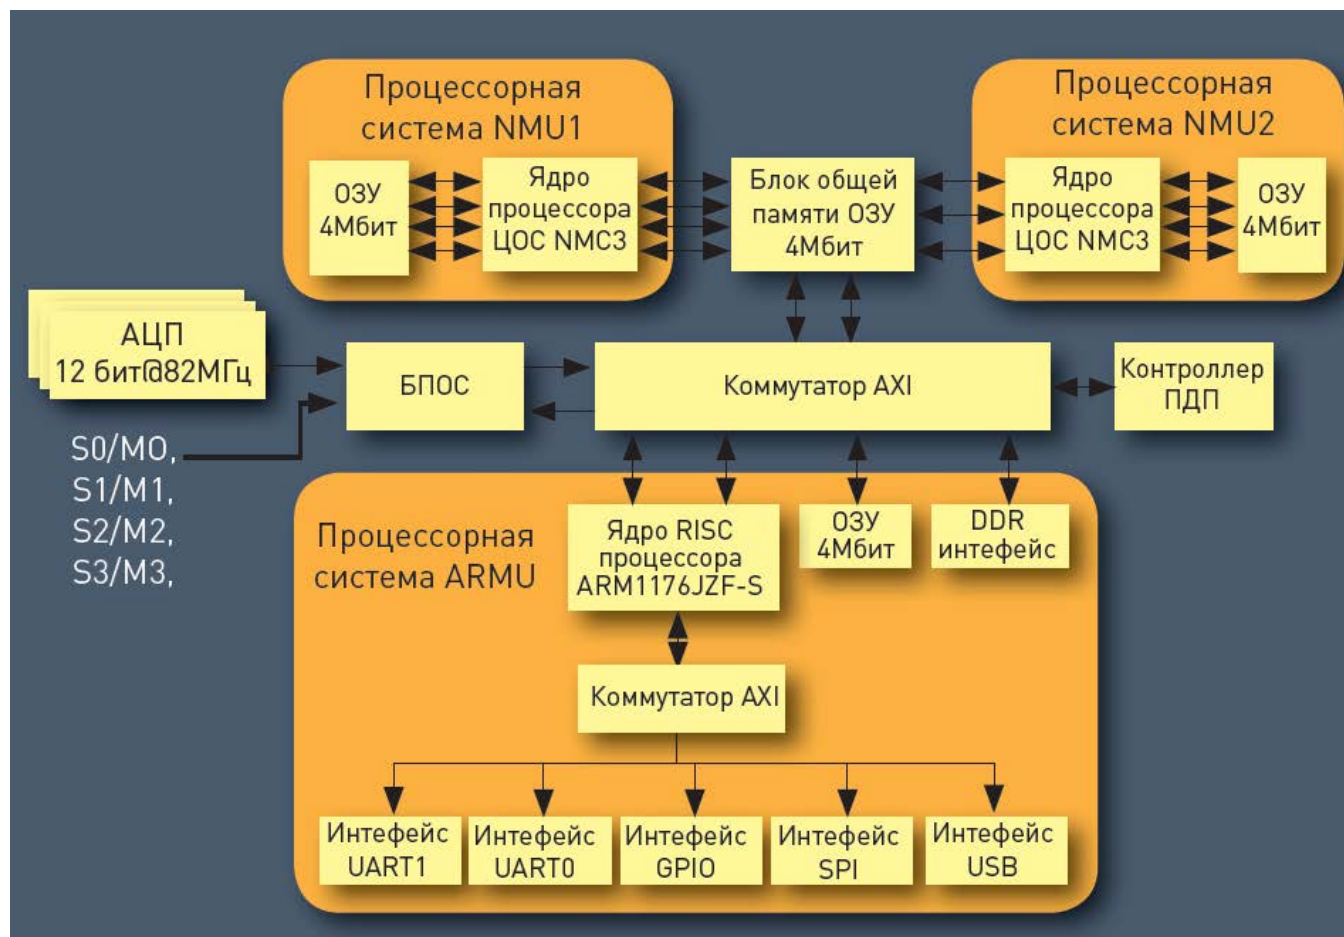 Процессорная
система NMU1
ОЗУ
4Мбит
Ядро
процессора
ЦОС NMC3
Блок общей
памяти ОЗУ
4Мбит
Процессорная
система NMU2
Ядро
процессора
ЦОС NMC3
ОЗУ
4Мбит
АЦП
12 бит@82МГц
БПОС
Коммутатор AXI
Контроллер
ПДП
S0/M0,
S1/M1,
S2/M2,
S3/M3,
Процессорная
система ARMU
Ядро RISC
процессора
ARM1176JZF-S
ОЗУ
4Мбит
DDR
интефейс
Коммутатор AXI
Интефейс
UART1
Интефейс
UART0
Интефейс
GPIO
Интефейс
SPI
Интефейс
USB